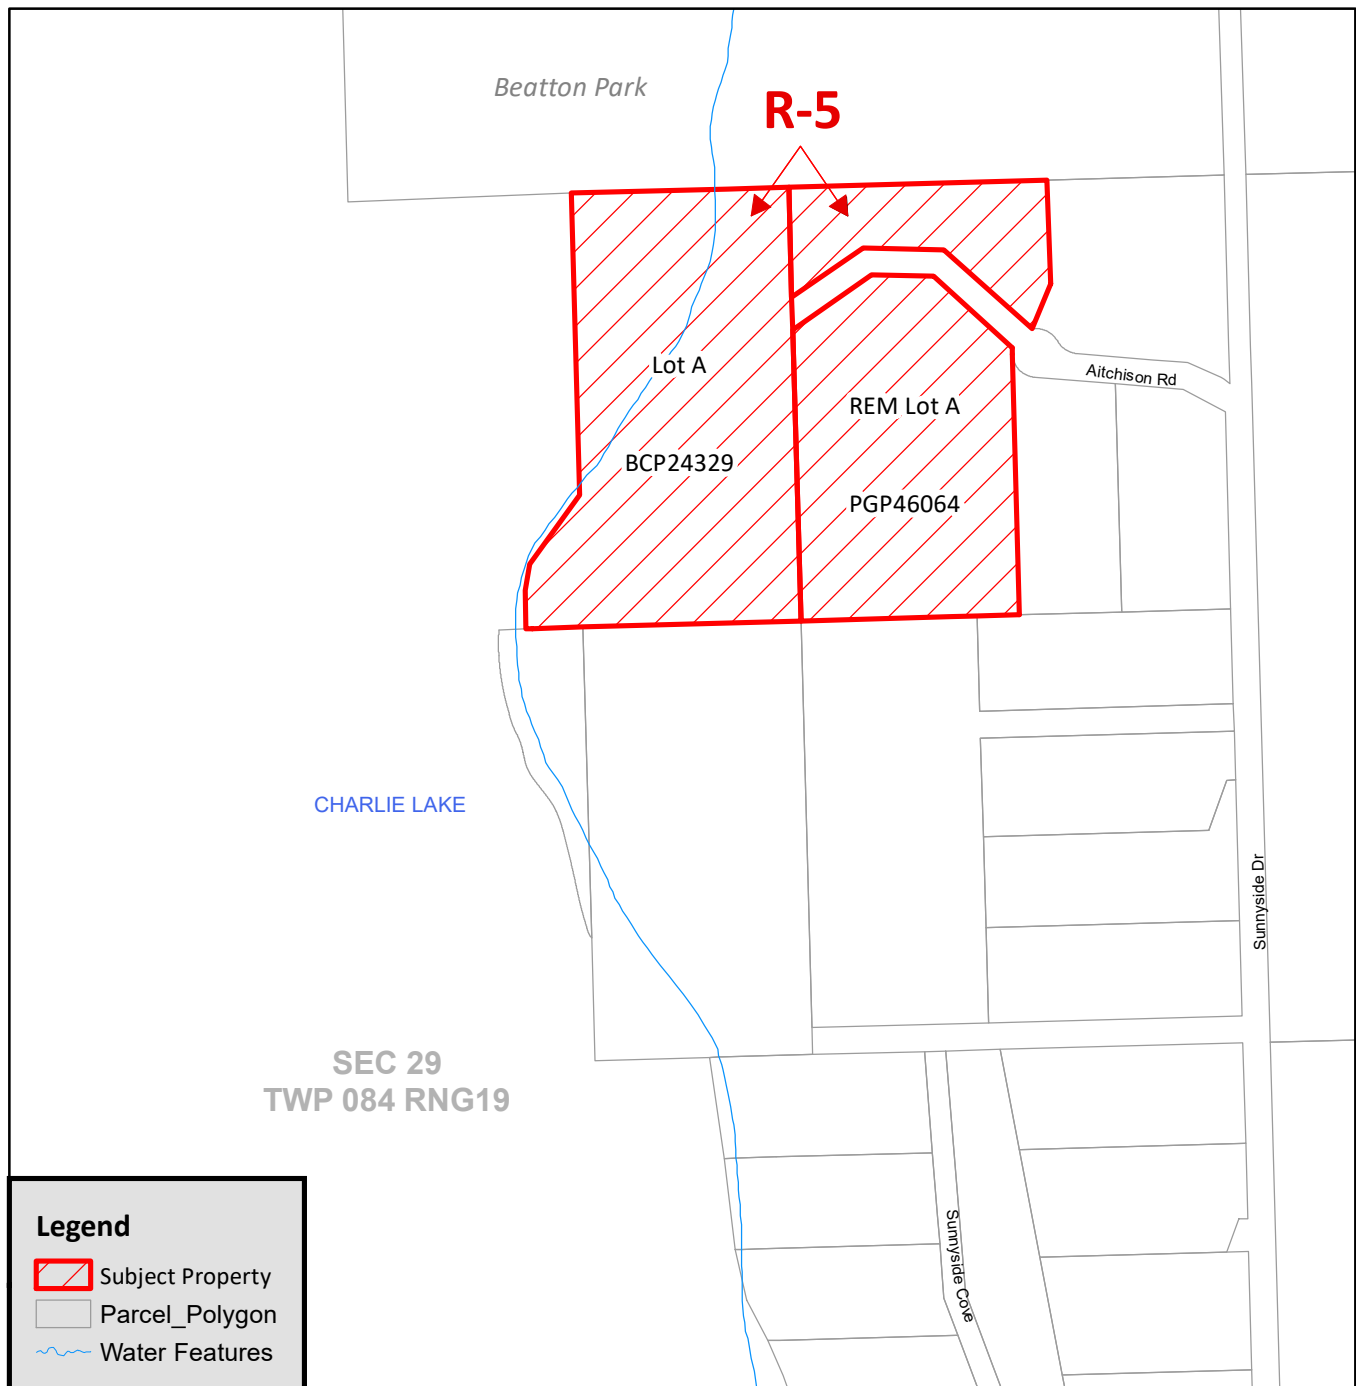 Beatton Park
R-5
Lot A
Aitchison Rd
REM Lot A
BCP24329
PGP46064
CHARLIE LAKE
Sunnyside Dr
SEC 29
TWP 084 RNG19
Sunnyside Cove
Legend
Subject Property
Parcel_Polygon
Water Features